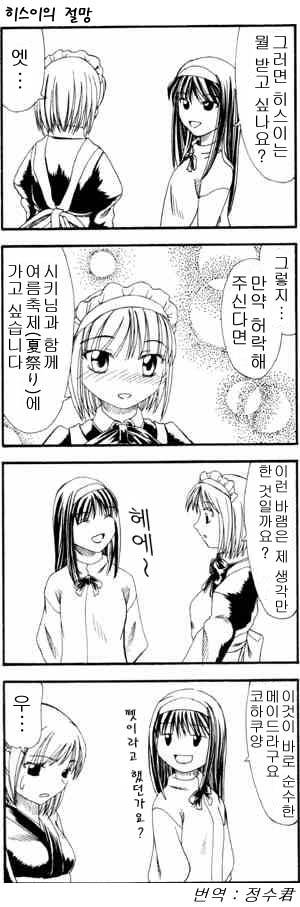 히스이의 절망
그러면 히스이는
뭘 받고 싶나요?
엣…
그렇지…
만약 허락해
주신다면
시키님과 함께
여름축제(夏祭り)에
가고 싶습니다
이런 바램은 제 생각만
한 것일까요?
헤에~
이것이 바로 순수한
메이드라구요
코하쿠양
펫이라고 했던가요?
우…
번역 : 정수君